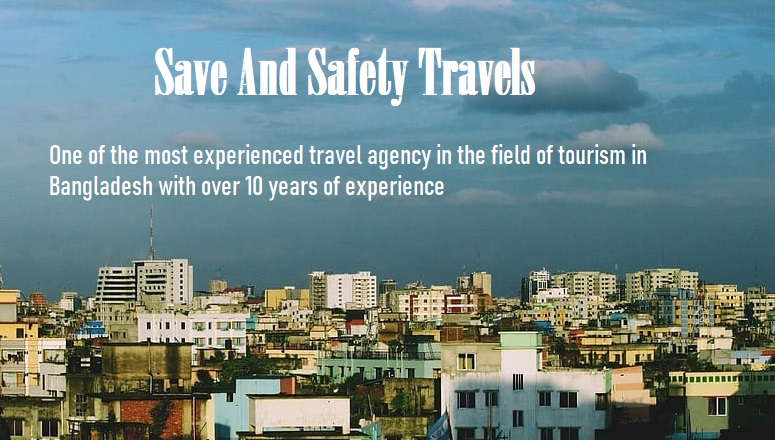 Save And Safety Travels
One of the most experienced travel agency in the field of tourism in
Bangladesh with over 10 years of experience